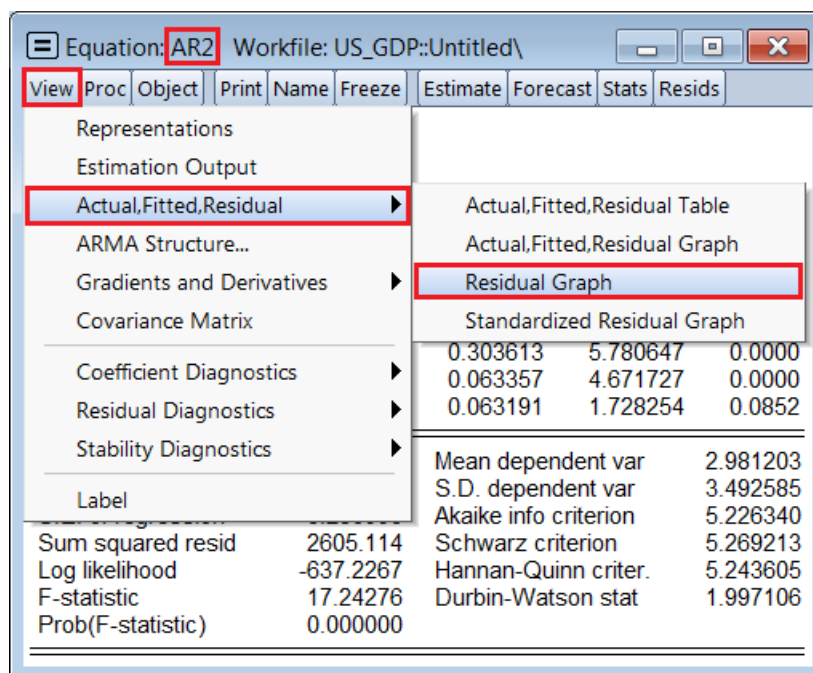 Equation: AR2 Workfile: US_GDP::Untitled\
View Proc Object Print Name Freeze Estimate Forecast Stats Resids
Representations
Estimation Output
Actual,Fitted,Residual
ARMA Structure...
Gradients and Derivatives
Covariance Matrix
Coefficient Diagnostics
Residual Diagnostics
Stability Diagnostics
Label
Actual,Fitted,Residual Table
Actual,Fitted,Residual Graph
Residual Graph
Standardized Residual Graph
0.303613 5.780647 0.0000
0.063357 4.671727 0.0000
0.063191 1.728254 0.0852
Mean dependent var 2.981203
S.D. dependent var 3.492585
Akaike info criterion 5.226340
Sum squared resid 2605.114 Schwarz criterion 5.269213
Log likelihood -637.2267 Hannan-Quinn criter. 5.243605
F-statistic 17.24276 Durbin-Watson stat 1.997106
Prob(F-statistic) 0.000000